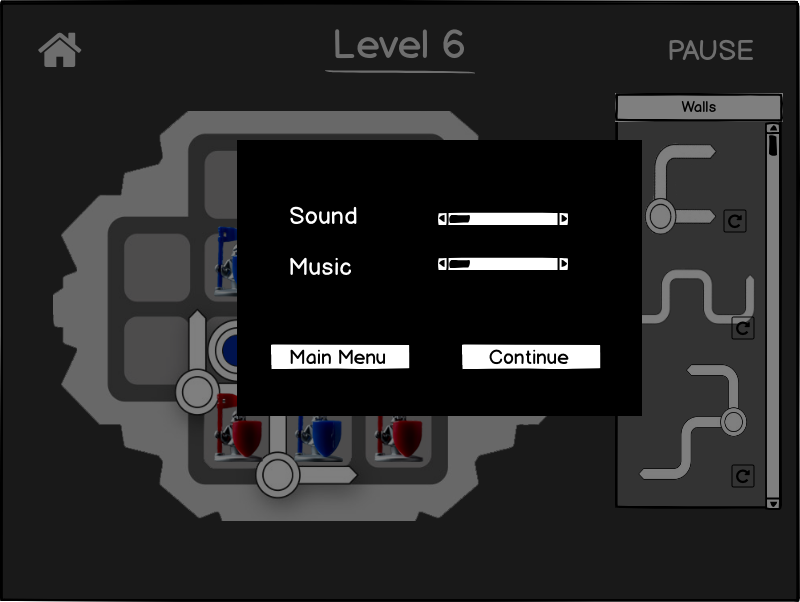 Level 6
PAUSE
Walls
Sound
Music
Main Menu
Continue